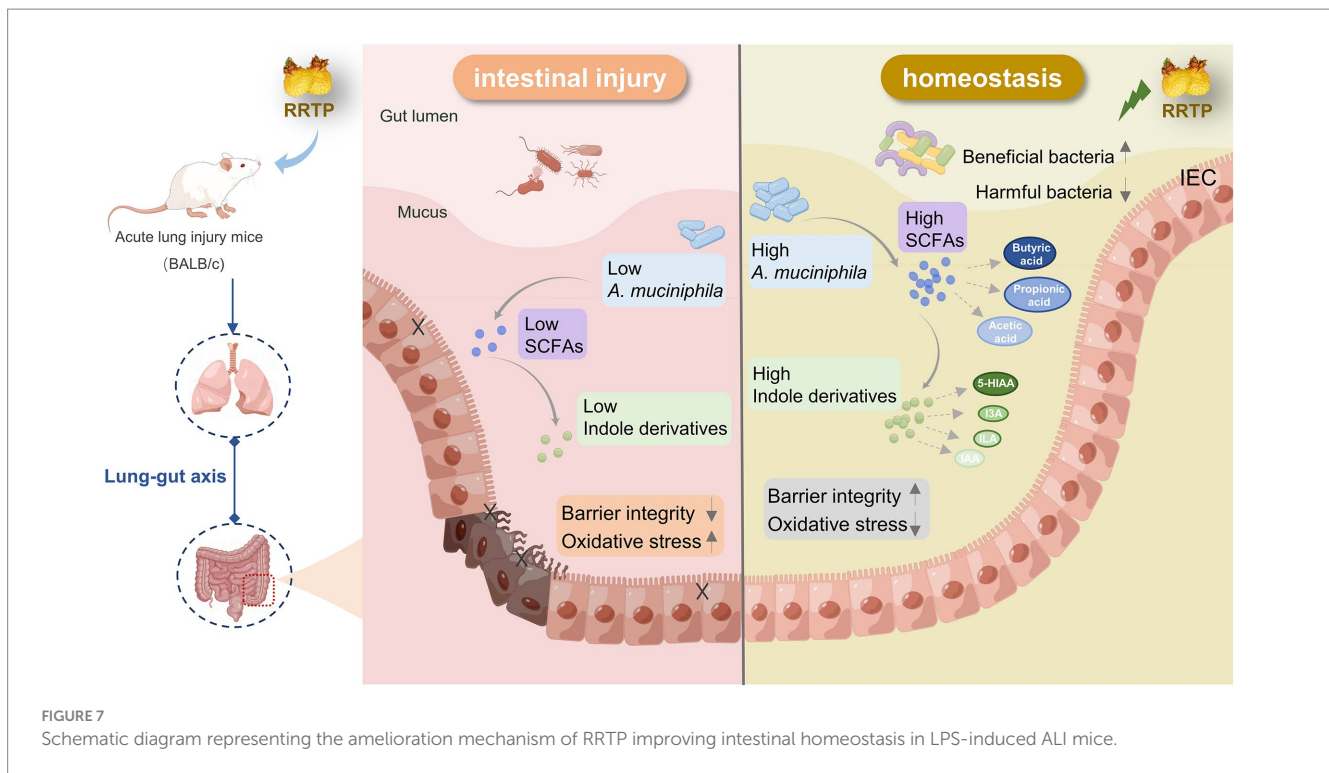 RRTP
Acute lung injury mice
(BALB/c)
Lung-gut axis
intestinal injury
Gut lumen
Mucus
Low
A. muciniphila
Low
SCFAs
Low
Indole derivatives
Barrier integrity
Oxidative stress
homeostasis
RRTP
Beneficial bacteria
Harmful bacteria
IEC
High
A. muciniphila
High
SCFAs
Butyric
acid
Propionic
acid
Acetic
acid
High
Indole derivatives
5-HIAA
I3A
ILA
IAA
Barrier integrity
Oxidative stress
FIGURE 7
Schematic diagram representing the amelioration mechanism of RRTP improving intestinal homeostasis in LPS-induced ALI mice.